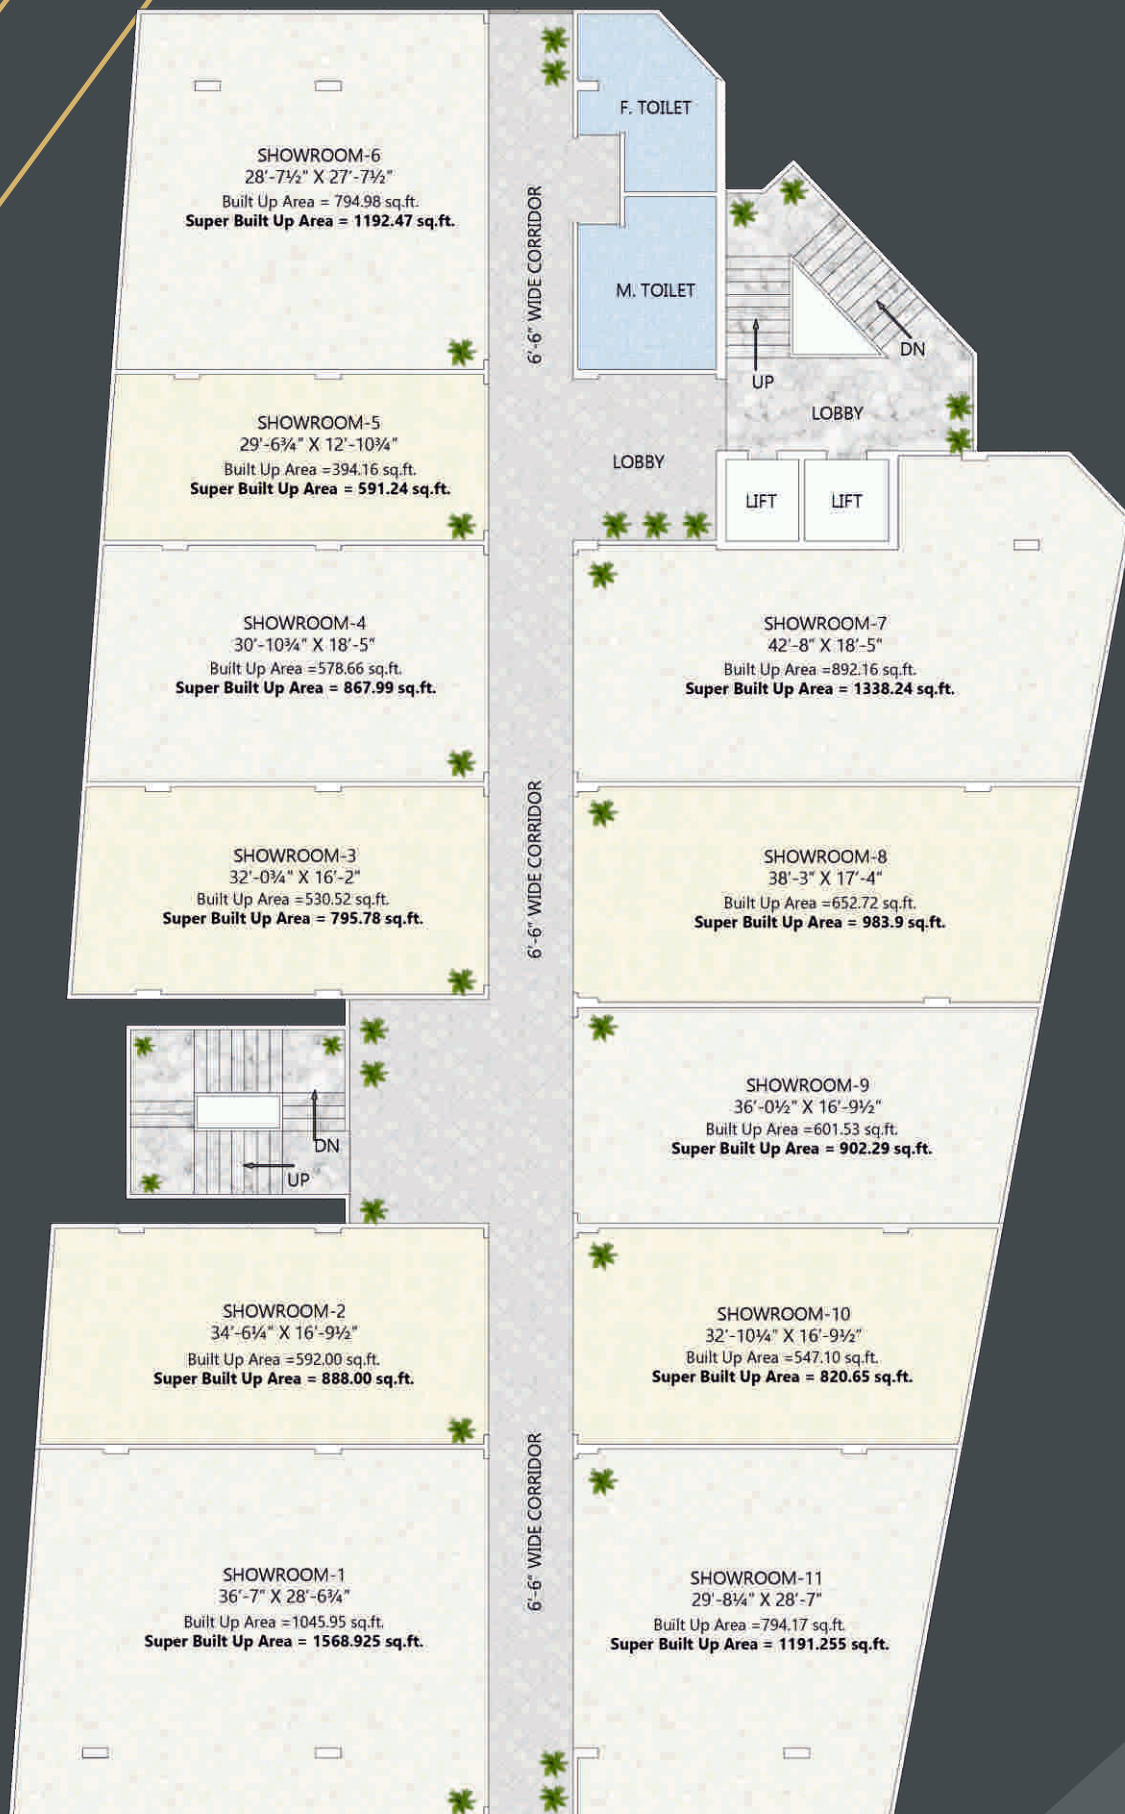 F. TOILET
SHOWROOM-6
28'-7½" X 27'-7½"
Built Up Area = 794.98 sq.ft.
Super Built Up Area = 1192.47 sq.ft.
6'-6" WIDE CORRIDOR
M. TOILET
DN
UP
LOBBY
SHOWROOM-5
29'-6¾" X 12'-10¾"
Built Up Area =394.16 sq.ft.
Super Built Up Area = 591.24 sq.ft.
LOBBY
LIFT
LIFT
SHOWROOM-4
30'-10¾" X 18'-5"
Built Up Area =578.66 sq.ft.
Super Built Up Area = 867.99 sq.ft.
SHOWROOM-7
42'-8" X 18'-5"
Built Up Area =892.16 sq.ft.
Super Built Up Area = 1338.24 sq.ft.
SHOWROOM-3
32'-0¾" X 16'-2"
Built Up Area =530.52 sq.ft.
Super Built Up Area = 795.78 sq.ft.
6'-6" WIDE CORRIDOR
SHOWROOM-8
38'-3" X 17'-4"
Built Up Area =652.72 sq.ft.
Super Built Up Area = 983.9 sq.ft.
SHOWROOM-9
36'-0½" X 16'-9½"
Built Up Area =601.53 sq.ft.
Super Built Up Area = 902.29 sq.ft.
DN
UP
SHOWROOM-2
34'-6¼" X 16'-9½"
Built Up Area =592.00 sq.ft.
Super Built Up Area = 888.00 sq.ft.
SHOWROOM-10
32'-10¼" X 16'-9½"
Built Up Area =547.10 sq.ft.
Super Built Up Area = 820.65 sq.ft.
6'-6" WIDE CORRIDOR
SHOWROOM-1
36'-7" X 28'-6¾"
Built Up Area =1045.95 sq.ft.
Super Built Up Area = 1568.925 sq.ft.
SHOWROOM-11
29'-8¼" X 28'-7"
Built Up Area =794.17 sq.ft.
Super Built Up Area = 1191.255 sq.ft.